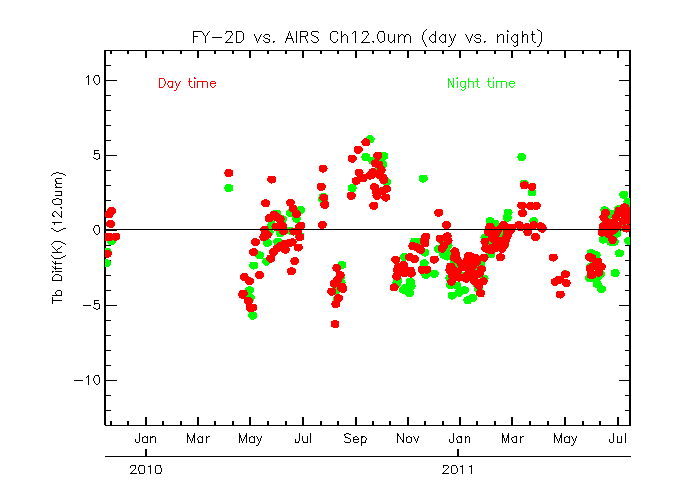 FY-2D vs. AIRS Ch12.0um (day vs. night)
Day time
Night time
Tb Diff(K) (12.0um)
10
5
0
-5
-10
Jan Mar May Jul Sep Nov Jan Mar May Jul
2010 2011